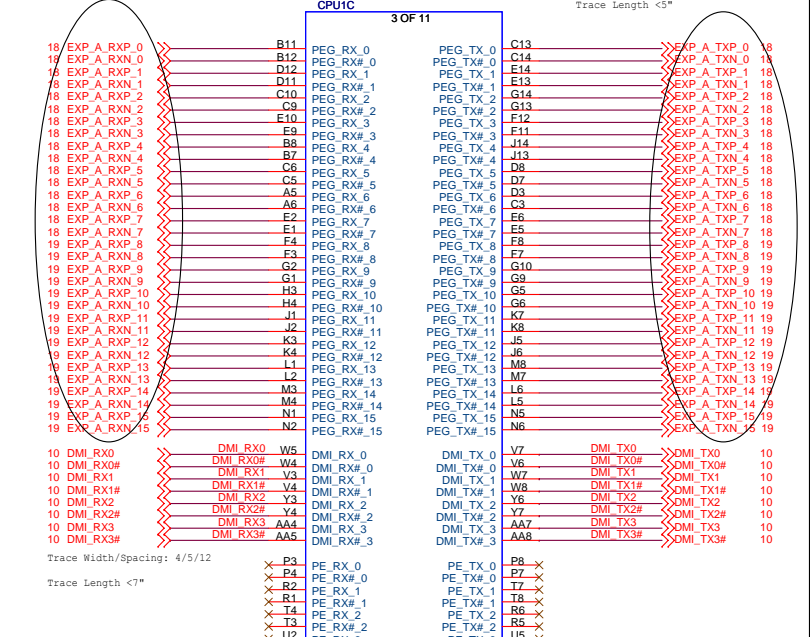 CPU1C
Trace Length <5"
3 OF 11
18 EXP_A_RXP_0 B11 PEG_RX_0 PEG_TX_0 C13 EXP_A_TXP_0 18
18 EXP_A_RXN_0 B12 PEG_RX#_0 PEG_TX#_0 C14 EXP_A_TXN_0 18
18 EXP_A_RXP_1 D12 PEG_RX_1 PEG_TX_1 E14 EXP_A_TXP_1 18
18 EXP_A_RXN_1 D11 PEG_RX#_1 PEG_TX#_1 E13 EXP_A_TXN_1 18
18 EXP_A_RXP_2 C10 PEG_RX_2 PEG_TX_2 G14 EXP_A_TXP_2 18
18 EXP_A_RXN_2 C9 PEG_RX#_2 PEG_TX#_2 G13 EXP_A_TXN_2 18
18 EXP_A_RXP_3 E10 PEG_RX_3 PEG_TX_3 F12 EXP_A_TXP_3 18
18 EXP_A_RXN_3 E9 PEG_RX#_3 PEG_TX#_3 F11 EXP_A_TXN_3 18
18 EXP_A_RXP_4 B8 PEG_RX_4 PEG_TX_4 J14 EXP_A_TXP_4 18
18 EXP_A_RXN_4 B7 PEG_RX#_4 PEG_TX#_4 J13 EXP_A_TXN_4 18
18 EXP_A_RXP_5 C6 PEG_RX_5 PEG_TX_5 D8 EXP_A_TXP_5 18
18 EXP_A_RXN_5 C5 PEG_RX#_5 PEG_TX#_5 D7 EXP_A_TXN_5 18
18 EXP_A_RXP_6 A5 PEG_RX_6 PEG_TX_6 D3 EXP_A_TXP_6 18
18 EXP_A_RXN_6 A6 PEG_RX#_6 PEG_TX#_6 C3 EXP_A_TXN_6 18
18 EXP_A_RXP_7 E2 PEG_RX_7 PEG_TX_7 E6 EXP_A_TXP_7 18
18 EXP_A_RXN_7 E1 PEG_RX#_7 PEG_TX#_7 E5 EXP_A_TXN_7 18
19 EXP_A_RXP_8 F4 PEG_RX_8 PEG_TX_8 F8 EXP_A_TXP_8 19
19 EXP_A_RXN_8 F3 PEG_RX#_8 PEG_TX#_8 F7 EXP_A_TXN_8 19
19 EXP_A_RXP_9 G2 PEG_RX_9 PEG_TX_9 G10 EXP_A_TXP_9 19
19 EXP_A_RXN_9 G1 PEG_RX#_9 PEG_TX#_9 G9 EXP_A_TXN_9 19
19 EXP_A_RXP_10 H3 PEG_RX_10 PEG_TX_10 G5 EXP_A_TXP_10 19
19 EXP_A_RXN_10 H4 PEG_RX#_10 PEG_TX#_10 G6 EXP_A_TXN_10 19
19 EXP_A_RXP_11 J1 PEG_RX_11 PEG_TX_11 K7 EXP_A_TXP_11 19
19 EXP_A_RXN_11 J2 PEG_RX#_11 PEG_TX#_11 K8 EXP_A_TXN_11 19
19 EXP_A_RXP_12 K3 PEG_RX_12 PEG_TX_12 J5 EXP_A_TXP_12 19
19 EXP_A_RXN_12 K4 PEG_RX#_12 PEG_TX#_12 J6 EXP_A_TXN_12 19
19 EXP_A_RXP_13 L1 PEG_RX_13 PEG_TX_13 M8 EXP_A_TXP_13 19
19 EXP_A_RXN_13 L2 PEG_RX#_13 PEG_TX#_13 M7 EXP_A_TXN_13 19
19 EXP_A_RXP_14 M3 PEG_RX_14 PEG_TX_14 L6 EXP_A_TXP_14 19
19 EXP_A_RXN_14 M4 PEG_RX#_14 PEG_TX#_14 L5 EXP_A_TXN_14 19
19 EXP_A_RXP_15 N1 PEG_RX_15 PEG_TX_15 N5 EXP_A_TXP_15 19
19 EXP_A_RXN_15 N2 PEG_RX#_15 PEG_TX#_15 N6 EXP_A_TXN_15 19
10 DMI_RX0 DMI_RX0 W5 DMI_RX_0 DMI_TX_0 V7 DMI_TX0 DMI_TX0 10
10 DMI_RX0# DMI_RX0# W4 DMI_RX#_0 DMI_TX#_0 V6 DMI_TX0# DMI_TX0# 10
10 DMI_RX1 DMI_RX1 V3 DMI_RX_1 DMI_TX_1 W7 DMI_TX1 DMI_TX1 10
10 DMI_RX1# DMI_RX1# V4 DMI_RX#_1 DMI_TX#_1 W8 DMI_TX1# DMI_TX1# 10
10 DMI_RX2 DMI_RX2 Y3 DMI_RX_2 DMI_TX_2 Y6 DMI_TX2 DMI_TX2 10
10 DMI_RX2# DMI_RX2# Y4 DMI_RX#_2 DMI_TX#_2 Y7 DMI_TX2# DMI_TX2# 10
10 DMI_RX3 DMI_RX3 AA4 DMI_RX_3 DMI_TX_3 AA7 DMI_TX3 DMI_TX3 10
10 DMI_RX3# DMI_RX3# AA5 DMI_RX#_3 DMI_TX#_3 AA8 DMI_TX3# DMI_TX3# 10
Trace Width/Spacing: 4/5/12
P3 PE_RX_0 PE_TX_0 P8
P4 PE_RX#_0 PE_TX#_0 P7
Trace Length <7"
R2 PE_RX_1 PE_TX_1 T7
R1 PE_RX#_1 PE_TX#_1 T8
T4 PE_RX_2 PE_TX_2 R6
T3 PE_RX#_2 PE_TX#_2 R5
U2 U5